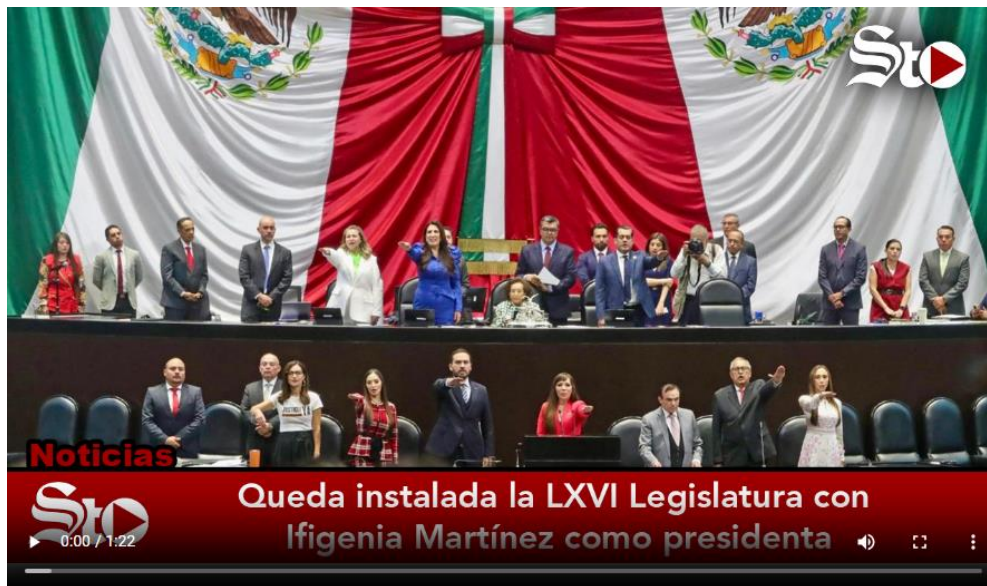 Sto
Noticias
Sto
Queda instalada la LXVI Legislatura con
Ifigenia Martínez como presidenta
0:00 / 1:22